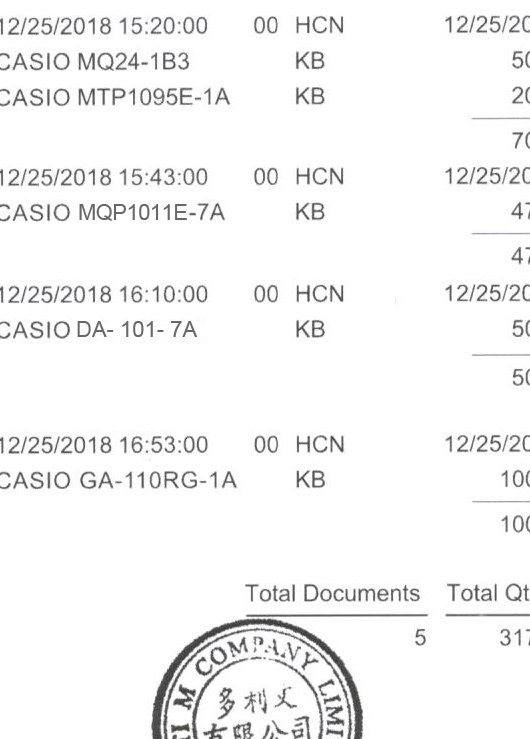 12/25/2018 15:20:00 00 HCN 12/25/20
CASIO MQ24-1B3 KB 50
CASIO MTP1095E-1A KB 20
70
12/25/2018 15:43:00 00 HCN 12/25/20
CASIO MQP1011E-7A KB 47
47
12/25/2018 16:10:00 00 HCN 12/25/20
CASIO DA- 101- 7A KB 50
50
12/25/2018 16:53:00 00 HCN 12/25/20
CASIO GA-110RG-1A KB 100
100
Total Documents Total Qt
5 317
M COMPANY LIMI
多利文
有限公司